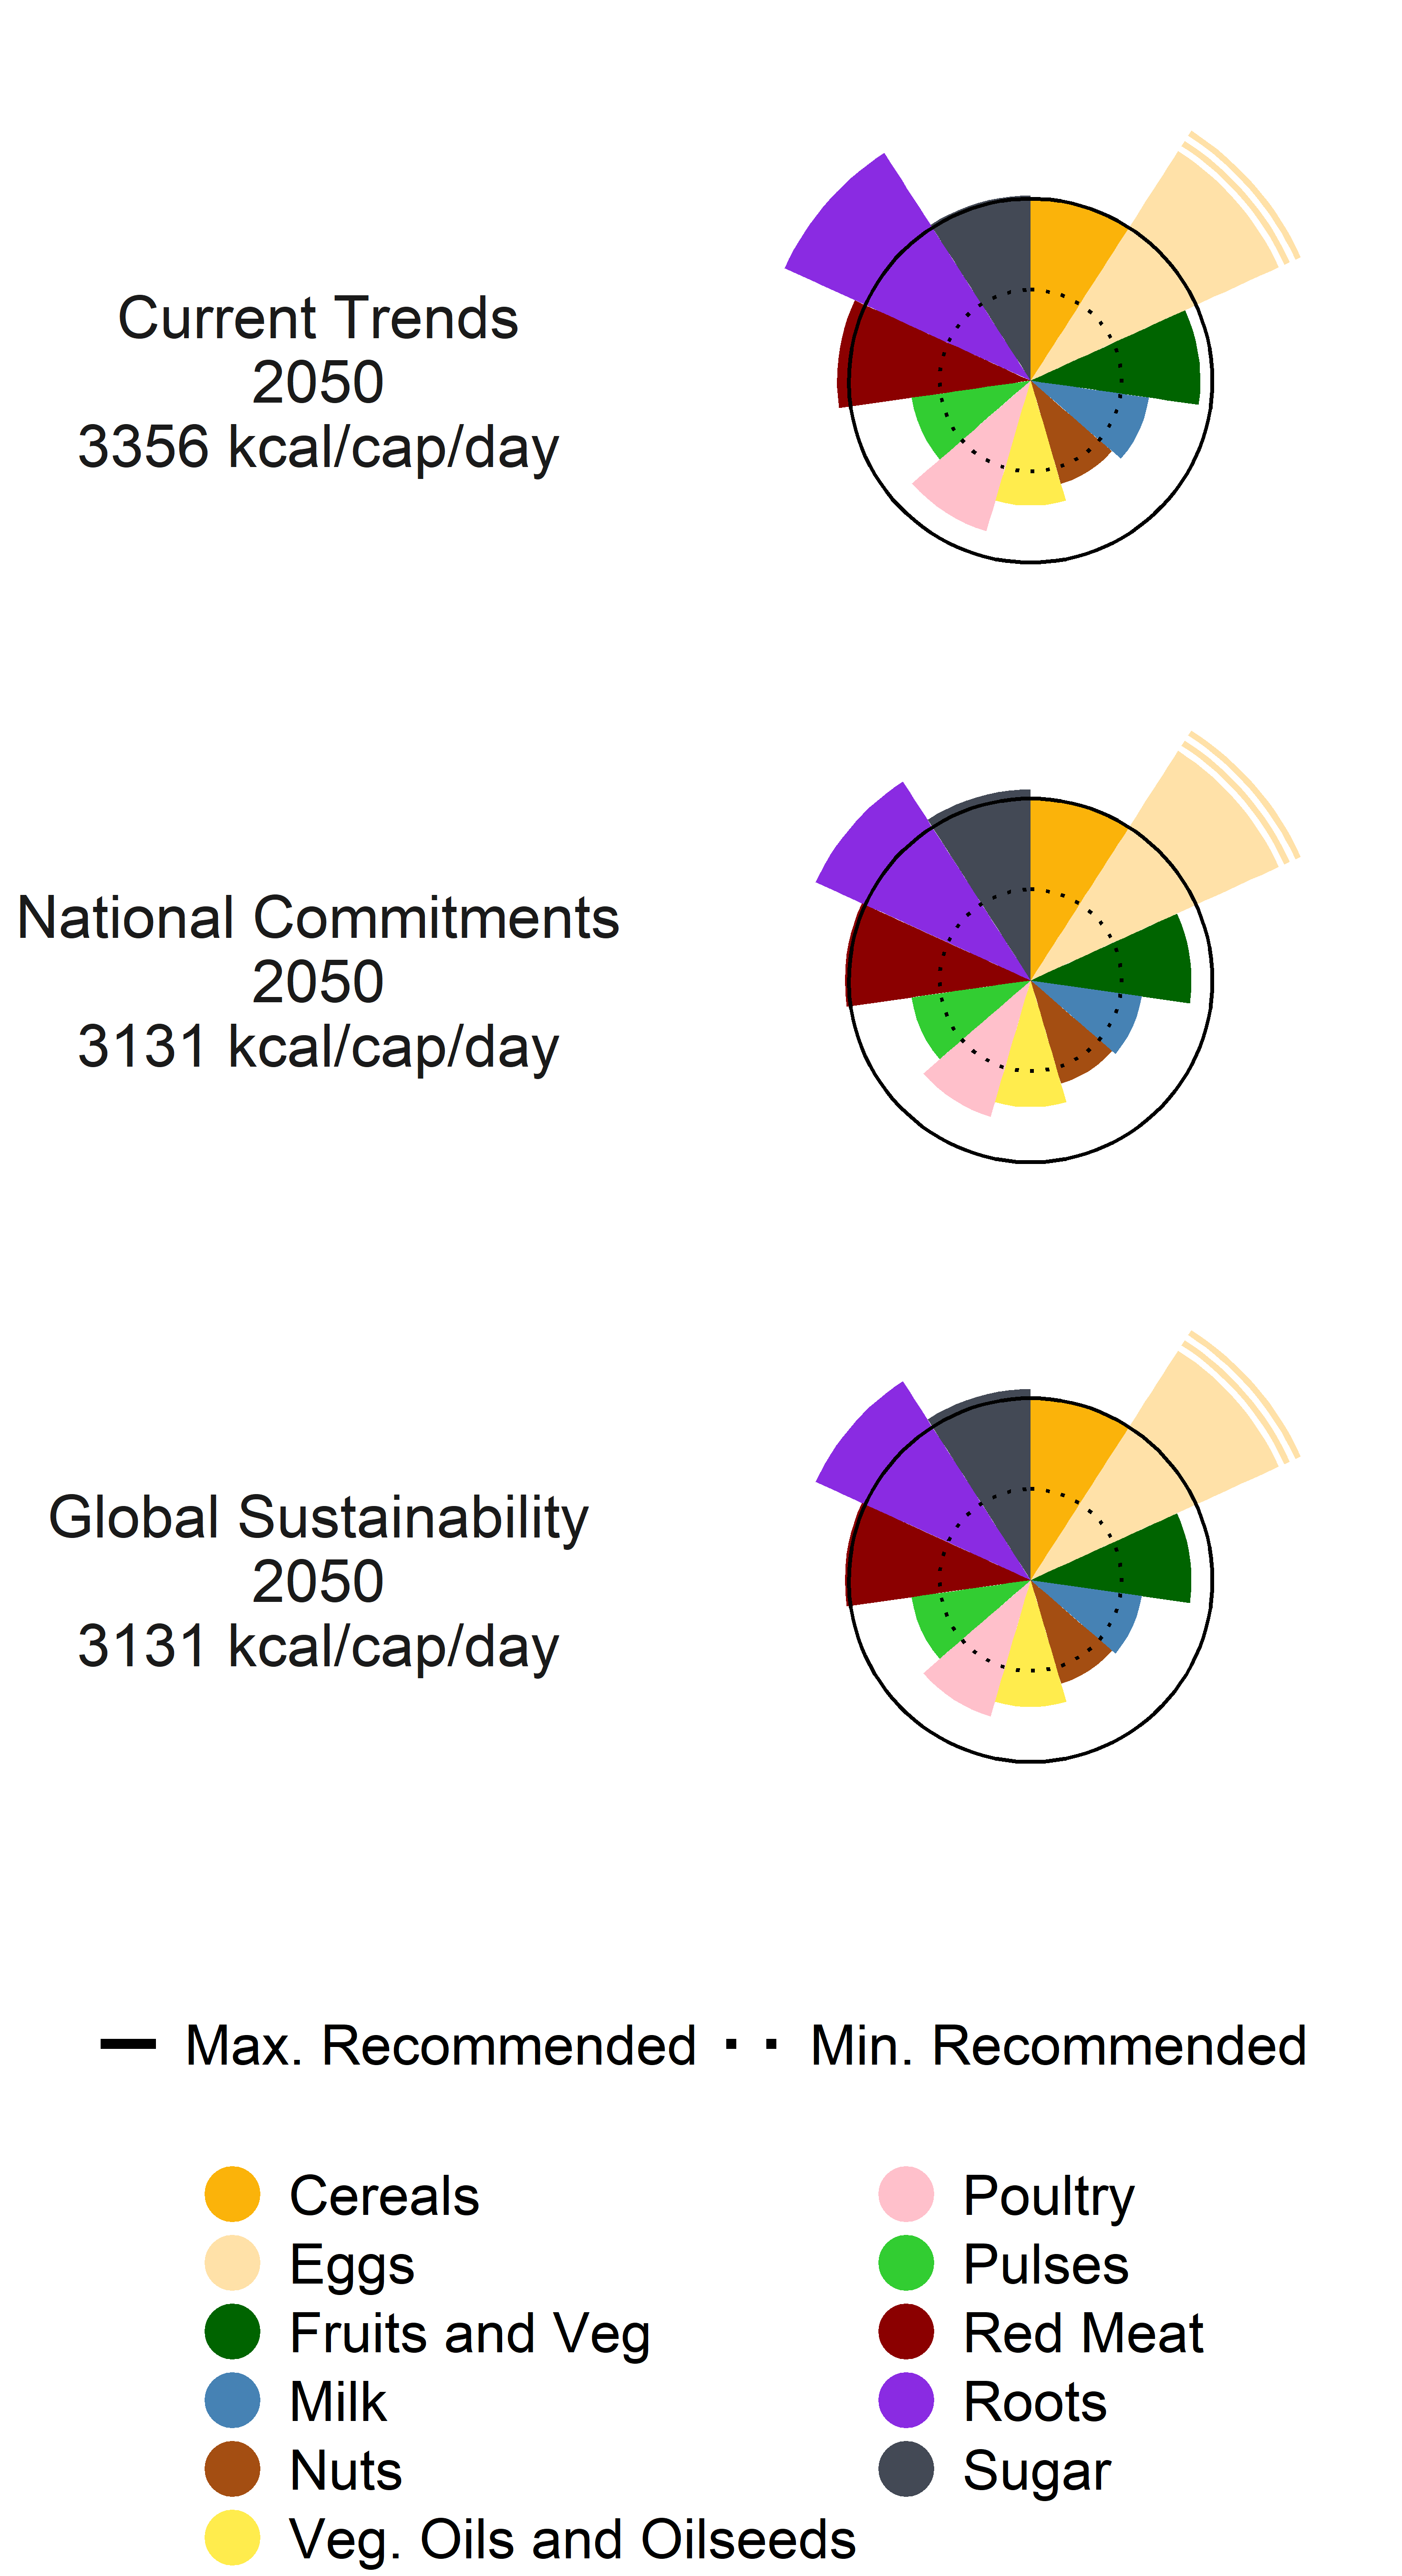 Current Trends
2050
3356 kcal/cap/day
National Commitments
2050
3131 kcal/cap/day
Global Sustainability
2050
3131 kcal/cap/day
Max. Recommended Min. Recommended
Cereals
Eggs
Fruits and Veg
Milk
Nuts
Veg. Oils and Oilseeds
Poultry
Pulses
Red Meat
Roots
Sugar